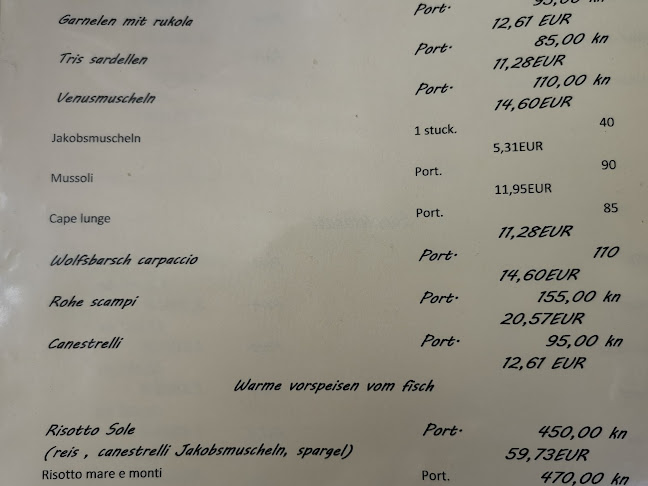 Garnelen mit rukola Port. 95,00 kn
12,61 EUR
Tris sardellen Port. 85,00 kn
11,28EUR
Venusmuscheln Port. 110,00 kn
14,60EUR
Jakobsmuscheln 1 stuck. 40
5,31EUR
Mussoli Port. 90
11,95EUR
Cape lunge Port. 85
11,28EUR
Wolfsbarsch carpaccio Port. 110
14,60EUR
Rohe scampi Port. 155,00 kn
20,57EUR
Canestrelli Port. 95,00 kn
12,61 EUR
Warme vorspeisen vom fisch
Risotto Sole Port. 450,00 kn
(reis , canestrelli Jakobsmuscheln, spargel) 59,73EUR
Risotto mare e monti Port. 470,00 kn